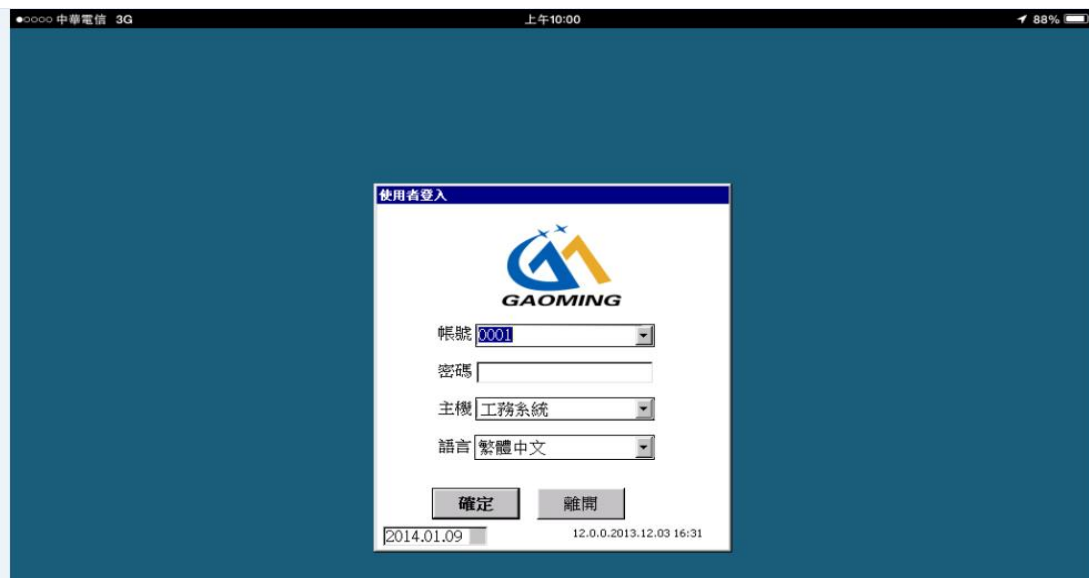 ●○○○○ 中華電信 3G 上午10:00 88%
使用者登入
GAOMING
帳號 0001
密碼
主機 工務系統
語言 繁體中文
確定 離開
2014.01.09 12.0.0.2013.12.03 16:31